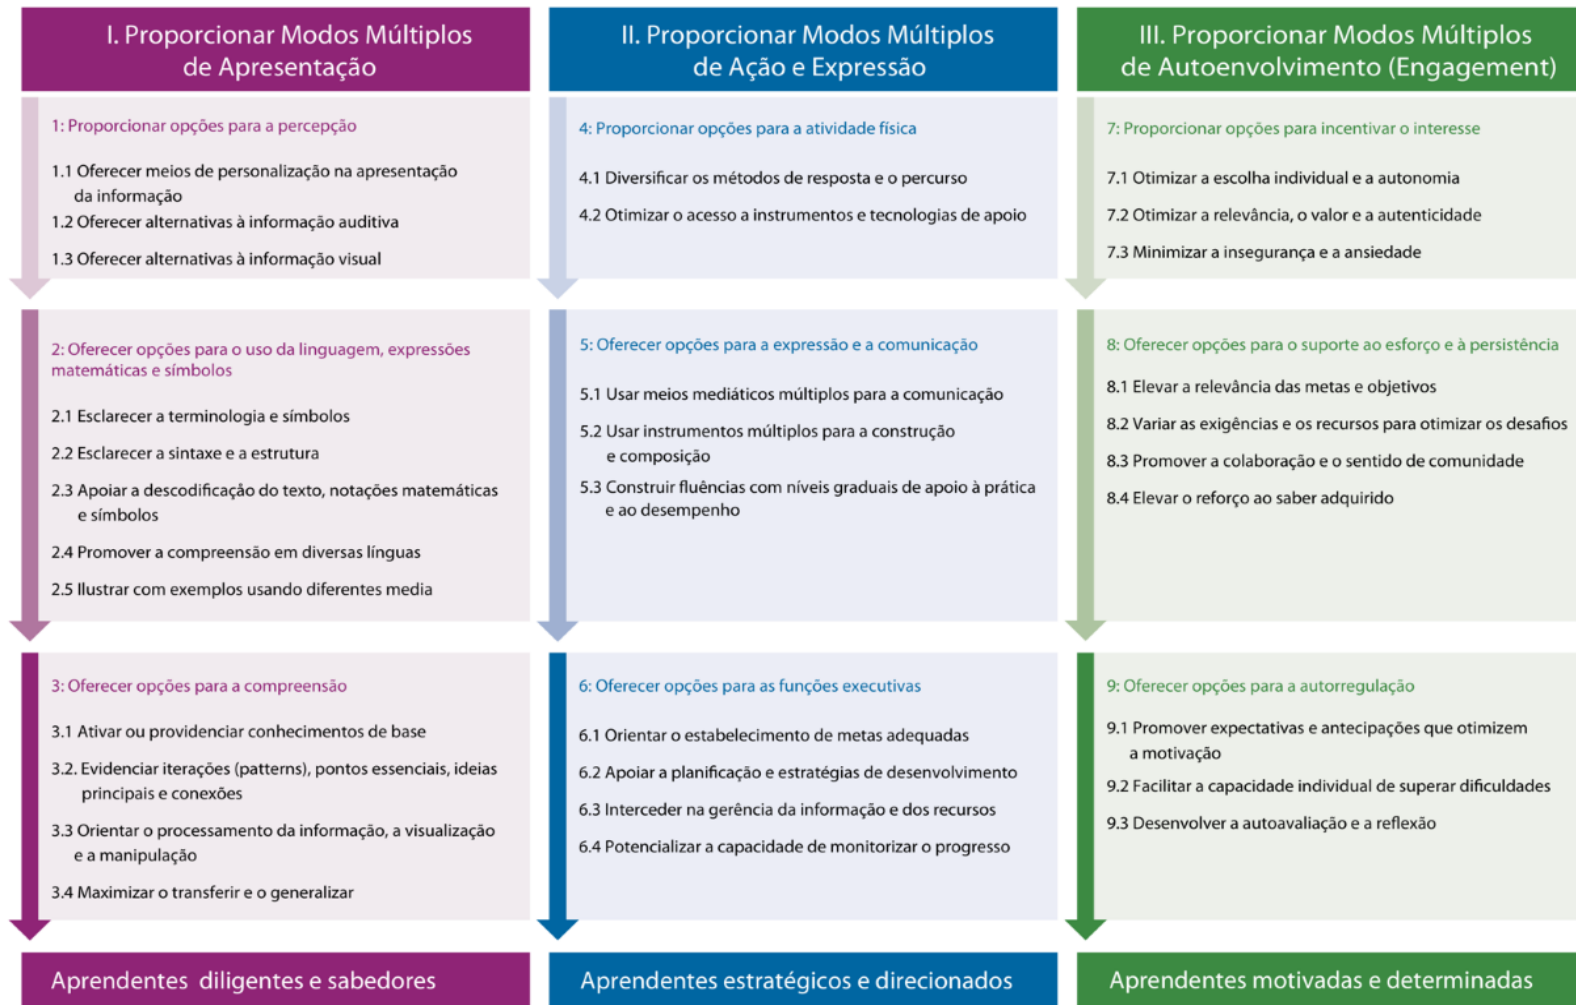 I. Proporcionar Modos Múltiplos
de Apresentação
1: Proporcionar opções para a percepção
1.1 Oferecer meios de personalização na apresentação
da informação
1.2 Oferecer alternativas à informação auditiva
1.3 Oferecer alternativas à informação visual
2: Oferecer opções para o uso da linguagem, expressões
matemáticas e símbolos
2.1 Esclarecer a terminologia e símbolos
2.2 Esclarecer a sintaxe e a estrutura
2.3 Apoiar a descodificação do texto, notações matemáticas
e símbolos
2.4 Promover a compreensão em diversas línguas
2.5 Ilustrar com exemplos usando diferentes media
3: Oferecer opções para a compreensão
3.1 Ativar ou providenciar conhecimentos de base
3.2. Evidenciar iterações (patterns), pontos essenciais, ideias
principais e conexões
3.3 Orientar o processamento da informação, a visualização
e a manipulação
3.4 Maximizar o transferir e o generalizar
Aprendentes diligentes e sabedores
II. Proporcionar Modos Múltiplos
de Ação e Expressão
4: Proporcionar opções para a atividade física
4.1 Diversificar os métodos de resposta e o percurso
4.2 Otimizar o acesso a instrumentos e tecnologias de apoio
5: Oferecer opções para a expressão e a comunicação
5.1 Usar meios mediáticos múltiplos para a comunicação
5.2 Usar instrumentos múltiplos para a construção
e composição
5.3 Construir fluências com níveis graduais de apoio à prática
e ao desempenho
6: Oferecer opções para as funções executivas
6.1 Orientar o estabelecimento de metas adequadas
6.2 Apoiar a planificação e estratégias de desenvolvimento
6.3 Interceder na gerência da informação e dos recursos
6.4 Potencializar a capacidade de monitorizar o progresso
Aprendentes estratégicos e direcionados
III. Proporcionar Modos Múltiplos
de Autoenvolvimento (Engagement)
7: Proporcionar opções para incentivar o interesse
7.1 Otimizar a escolha individual e a autonomia
7.2 Otimizar a relevância, o valor e a autenticidade
7.3 Minimizar a insegurança e a ansiedade
8: Oferecer opções para o suporte ao esforço e à persistência
8.1 Elevar a relevância das metas e objetivos
8.2 Variar as exigências e os recursos para otimizar os desafios
8.3 Promover a colaboração e o sentido de comunidade
8.4 Elevar o reforço ao saber adquirido
9: Oferecer opções para a autorregulação
9.1 Promover expectativas e antecipações que otimizem
a motivação
9.2 Facilitar a capacidade individual de superar dificuldades
9.3 Desenvolver a autoavaliação e a reflexão
Aprendentes motivadas e determinadas